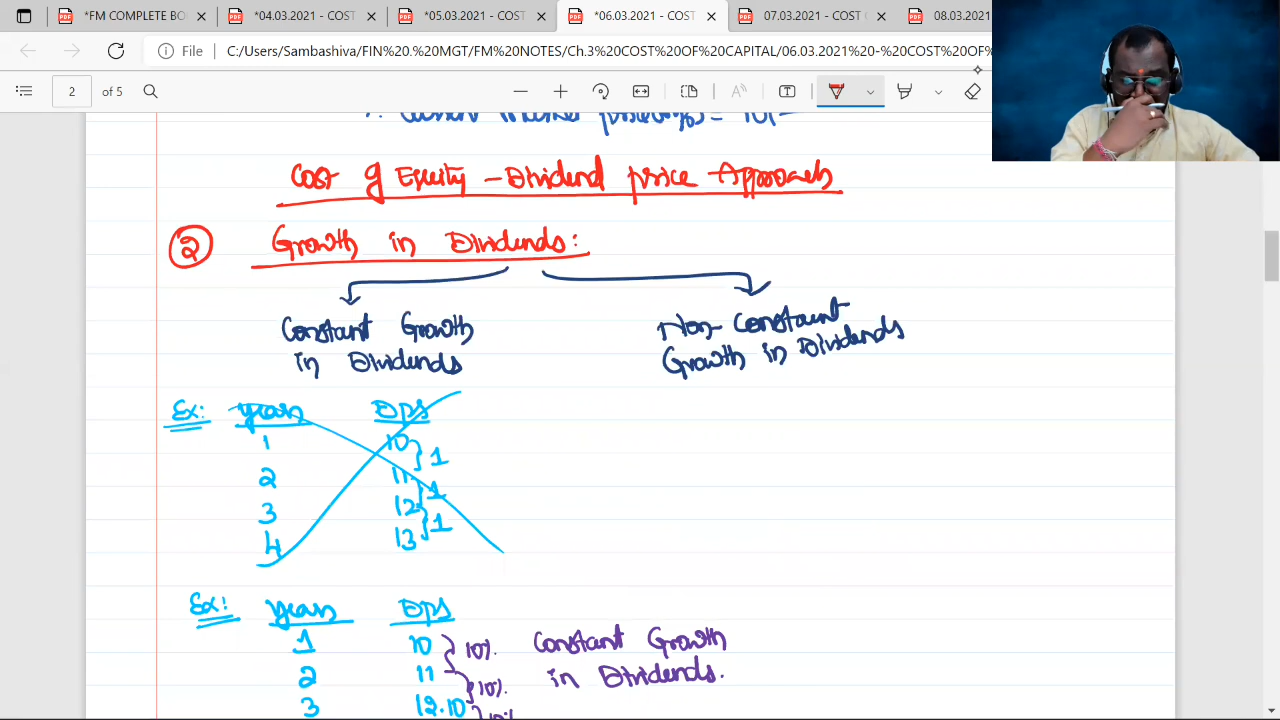 *FM COMPLETE BO
*04.03.2021 - COST
*05.03.2021 - COST
*06.03.2021 - COST
07.03.2021 - COST
08.03.2021
File C:/Users/Sambashiva/FIN%20.%20MGT/FM%20NOTES/Ch.3%20COST%20OF%20CAPITAL/06.03.2021%20-%20COST%20OF%
2 of 5
Cost of Equity - Dividend price Approach
② Growth in Dividends:
Constant Growth in Dividends
Non-Constant Growth in Dividends
Ex: years DPS
1 10 } 1
2 11 } 1
3 12 } 1
4 13
Ex: years DPS
1 10 } 10% Constant Growth
2 11 } 10% in Dividends.
3 12.10 } 10%